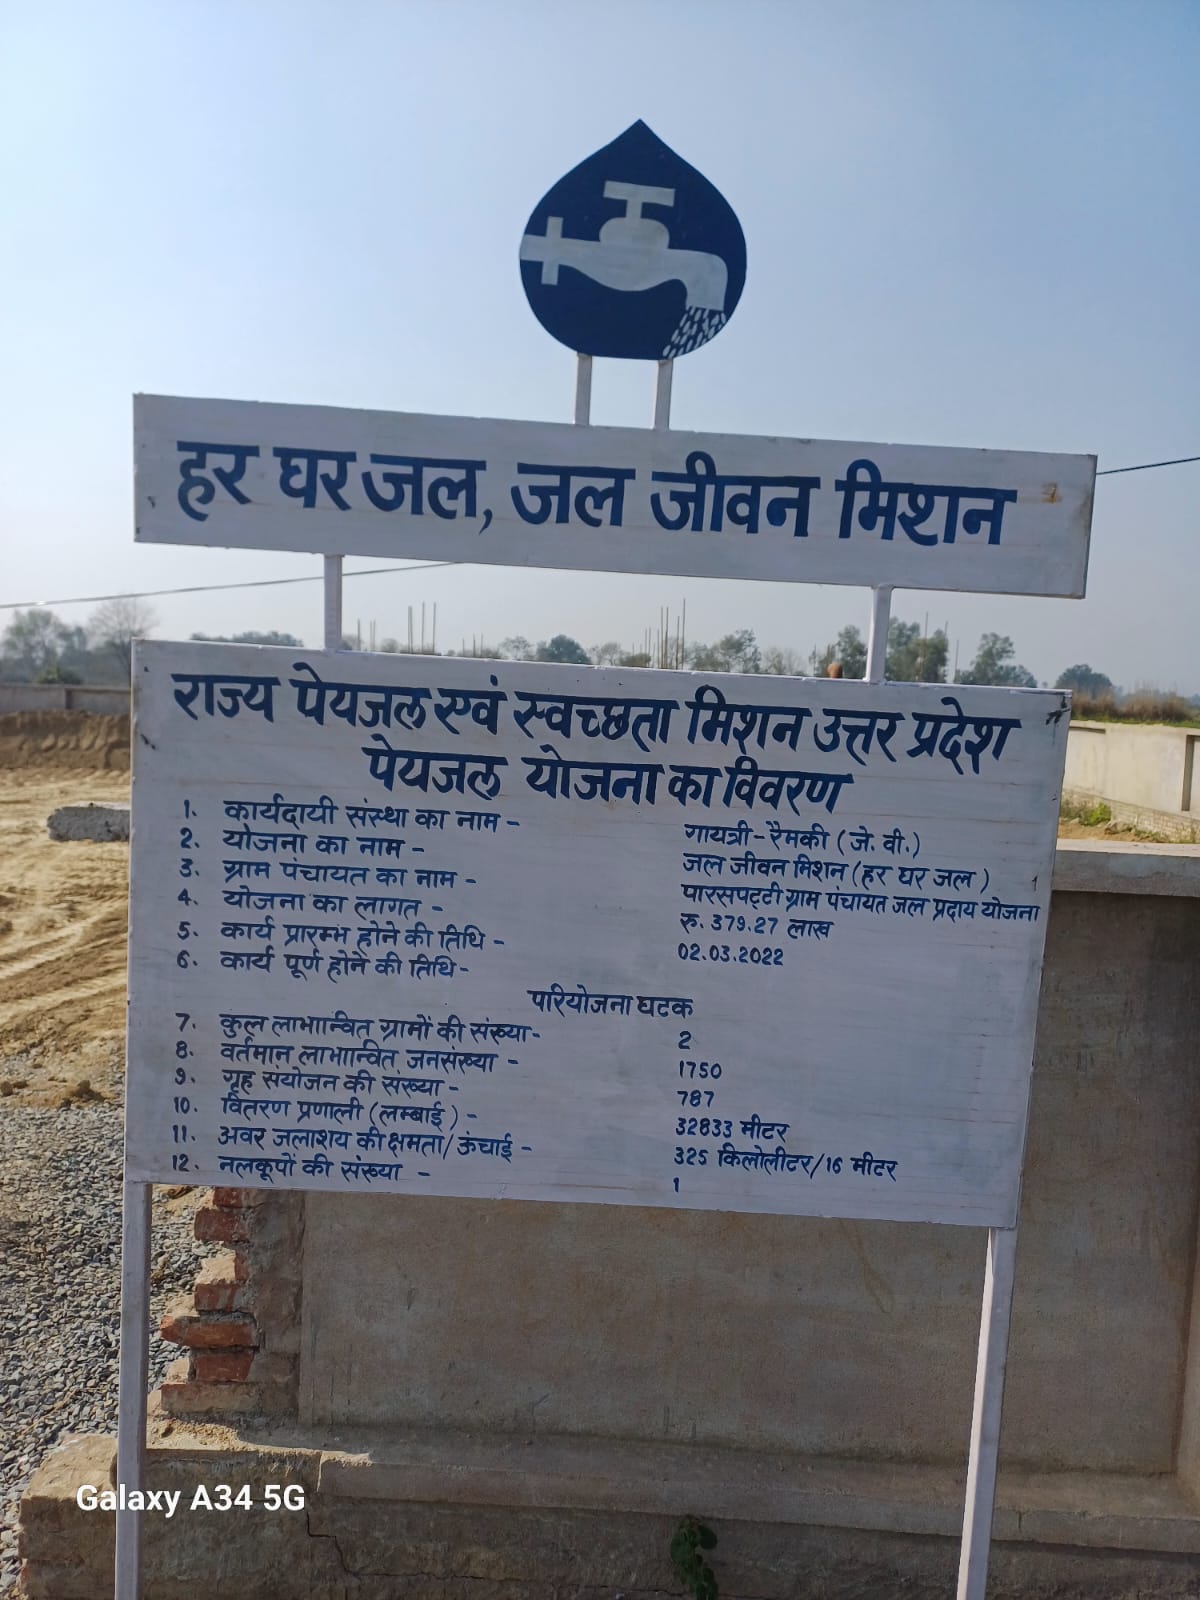 हर घर जल, जल जीवन मिशन
राज्य पेयजल एवं स्वच्छता मिशन उत्तर प्रदेश
पेयजल योजना का विवरण
1. कार्यदायी संस्था का नाम - गायत्री-रैमकी (जे. वी.)
2. योजना का नाम - जल जीवन मिशन (हर घर जल)
3. ग्राम पंचायत का नाम - पारसपट्टी ग्राम पंचायत जल प्रदाय योजना
4. योजना का लागत - रु. 379.27 लाख
5. कार्य प्रारम्भ होने की तिथि - 02.03.2022
6. कार्य पूर्ण होने की तिथि-
परियोजना घटक
7. कुल लाभान्वित ग्रामों की संख्या- 2
8. वर्तमान लाभान्वित जनसंख्या - 1750
9. गृह संयोजन की संख्या - 787
10. वितरण प्रणाली (लम्बाई) - 32833 मीटर
11. अवर जलाशय की क्षमता/ऊंचाई - 325 किलोलीटर/16 मीटर
12. नलकूपों की संख्या - 1
Galaxy A34 5G